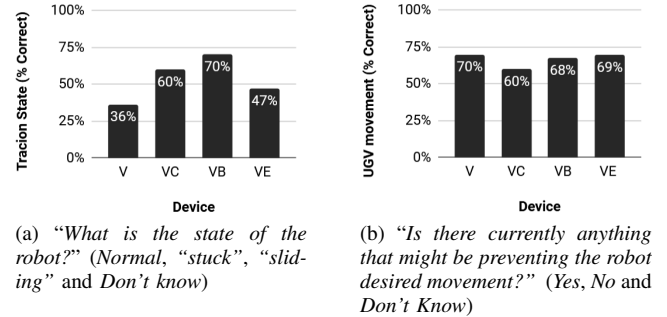 100%
75%
50%
25%
0%
Tracion State (% Correct)
36%
60%
70%
47%
V VC VB VE
Device
(a) “What is the state of the
robot?” (Normal, “stuck”, “slid-
ing” and Don’t know)
100%
75%
50%
25%
0%
UGV movement (% Correct)
70%
60%
68%
69%
V VC VB VE
Device
(b) “Is there currently anything
that might be preventing the robot
desired movement?” (Yes, No and
Don’t Know)